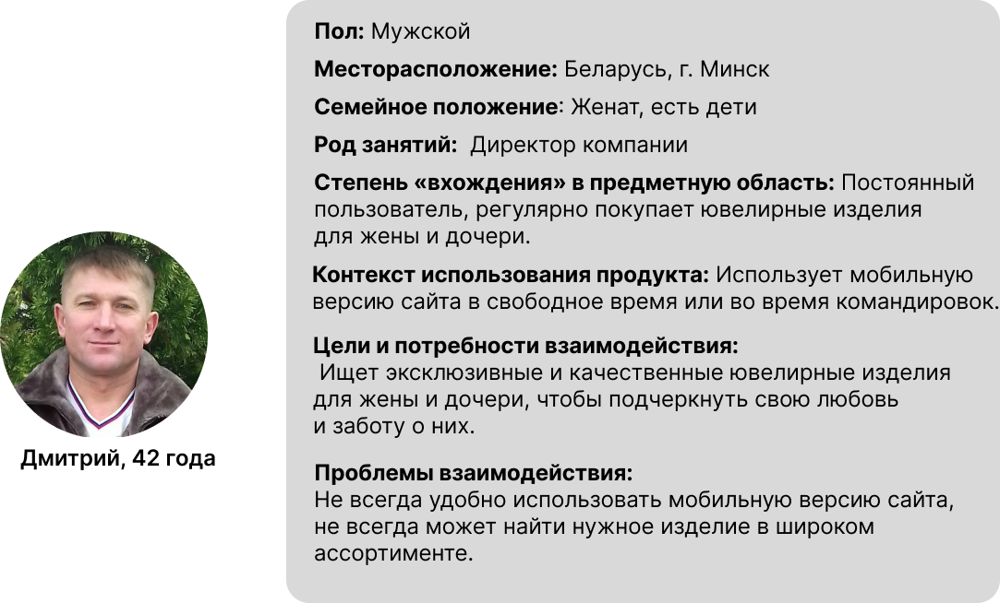 Пол: Мужской
Месторасположение: Беларусь, г. Минск
Семейное положение: Женат, есть дети
Род занятий: Директор компании
Степень «вхождения» в предметную область: Постоянный
пользователь, регулярно покупает ювелирные изделия
для жены и дочери.
Контекст использования продукта: Использует мобильную
версию сайта в свободное время или во время командировок.
Цели и потребности взаимодействия:
Ищет эксклюзивные и качественные ювелирные изделия
для жены и дочери, чтобы подчеркнуть свою любовь
и заботу о них.
Проблемы взаимодействия:
Не всегда удобно использовать мобильную версию сайта,
не всегда может найти нужное изделие в широком
ассортименте.
Дмитрий, 42 года